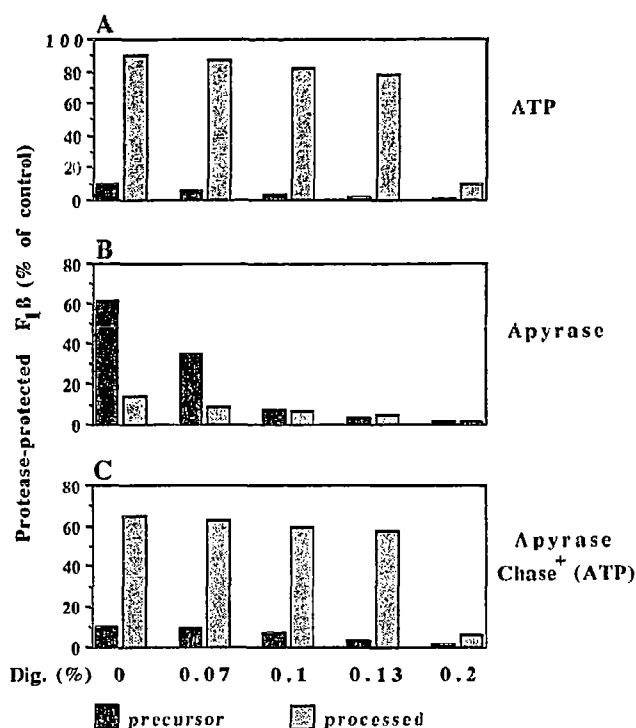 A
100
80
60
40
20
0
ATP
B
80
60
40
20
0
Apyrase
C
80
60
40
20
0
Apyrase
Chase+ (ATP)
Protease-protected F1β (% of control)
Dig. (%) 0 0.07 0.1 0.13 0.2
precursor processed